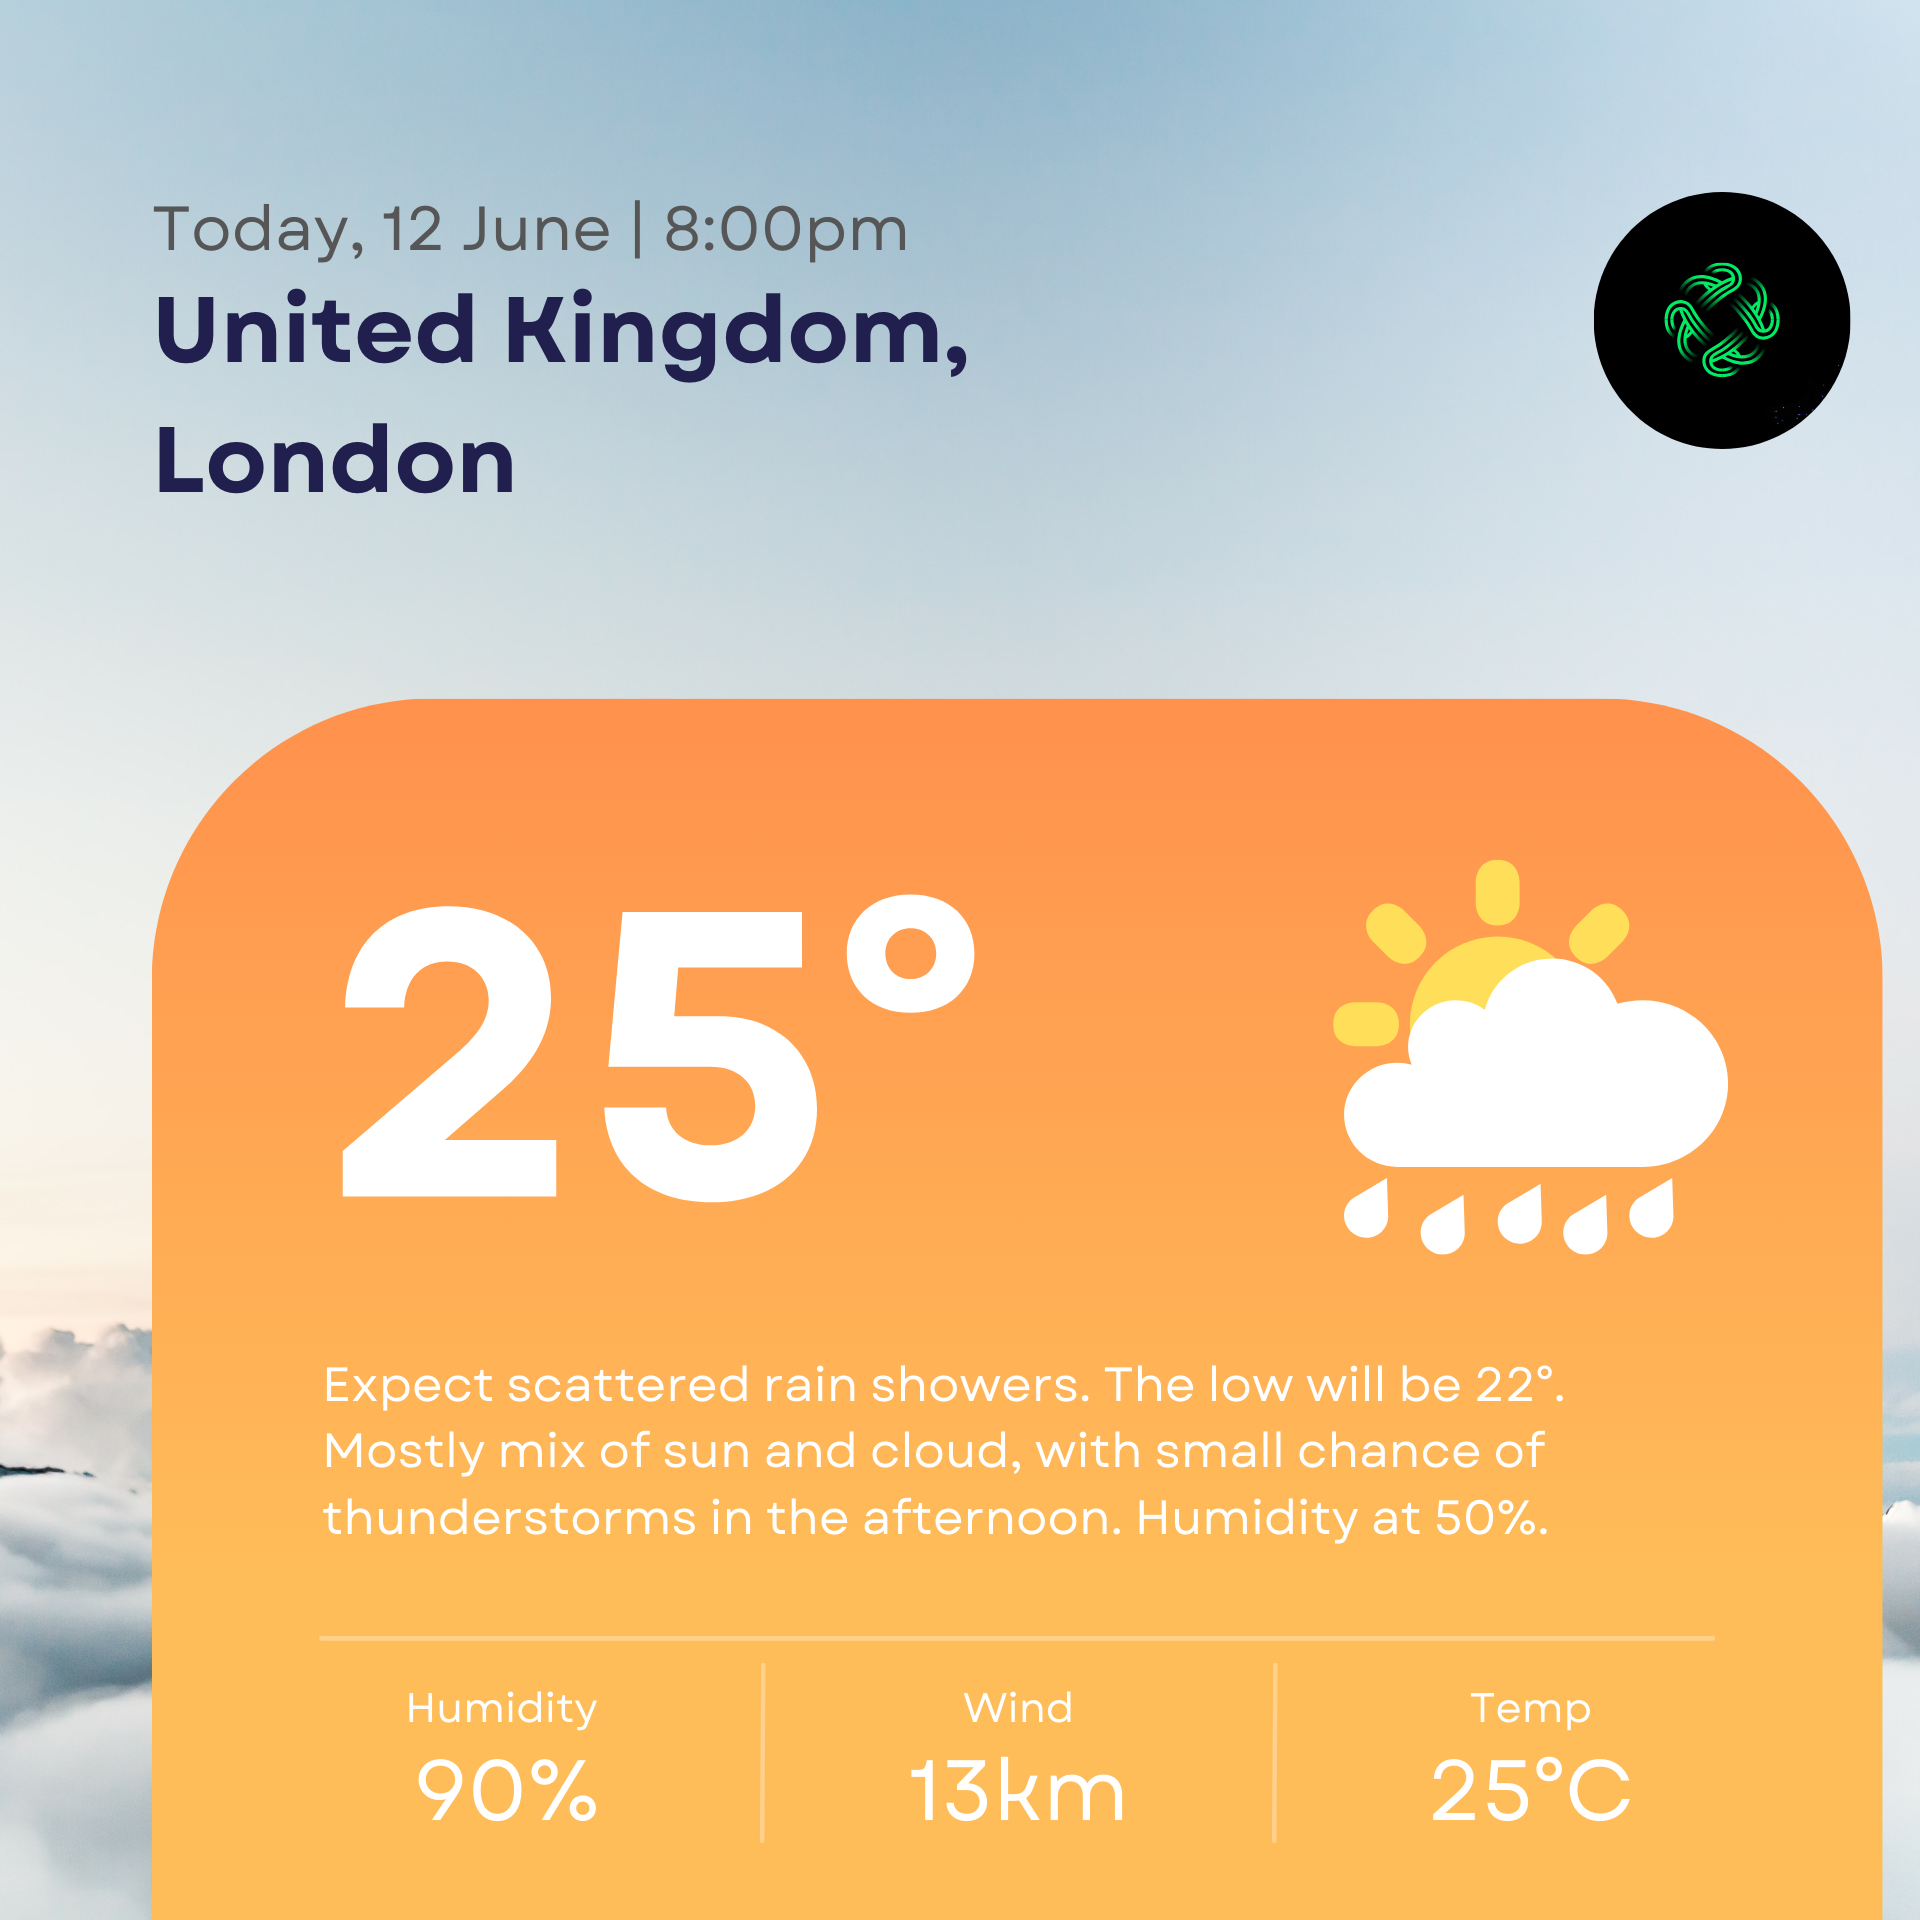 Today, 12 June | 8:00pm
United Kingdom,
London
25°
Expect scattered rain showers. The low will be 22°.
Mostly mix of sun and cloud, with small chance of
thunderstorms in the afternoon. Humidity at 50%.
Humidity
90%
Wind
13km
Temp
25°C